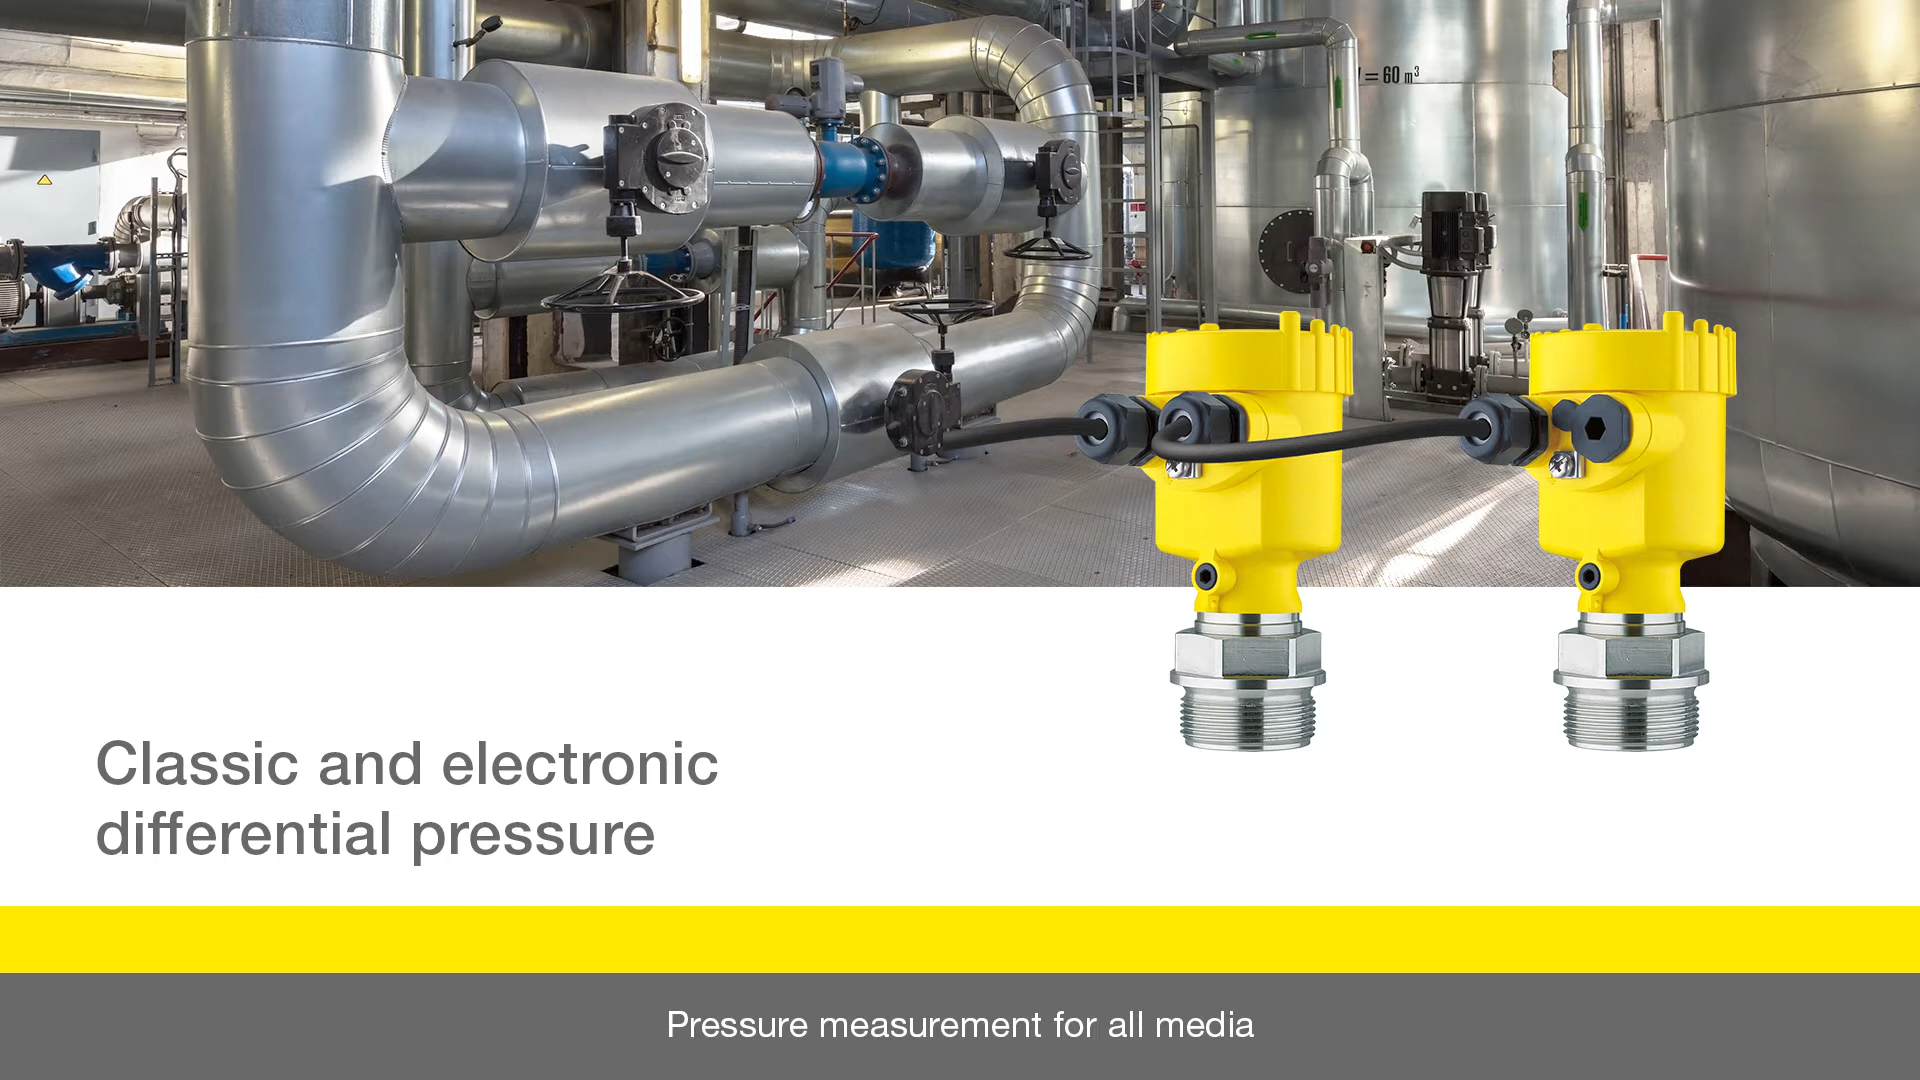 = 60 m³
Classic and electronic
differential pressure
Pressure measurement for all media